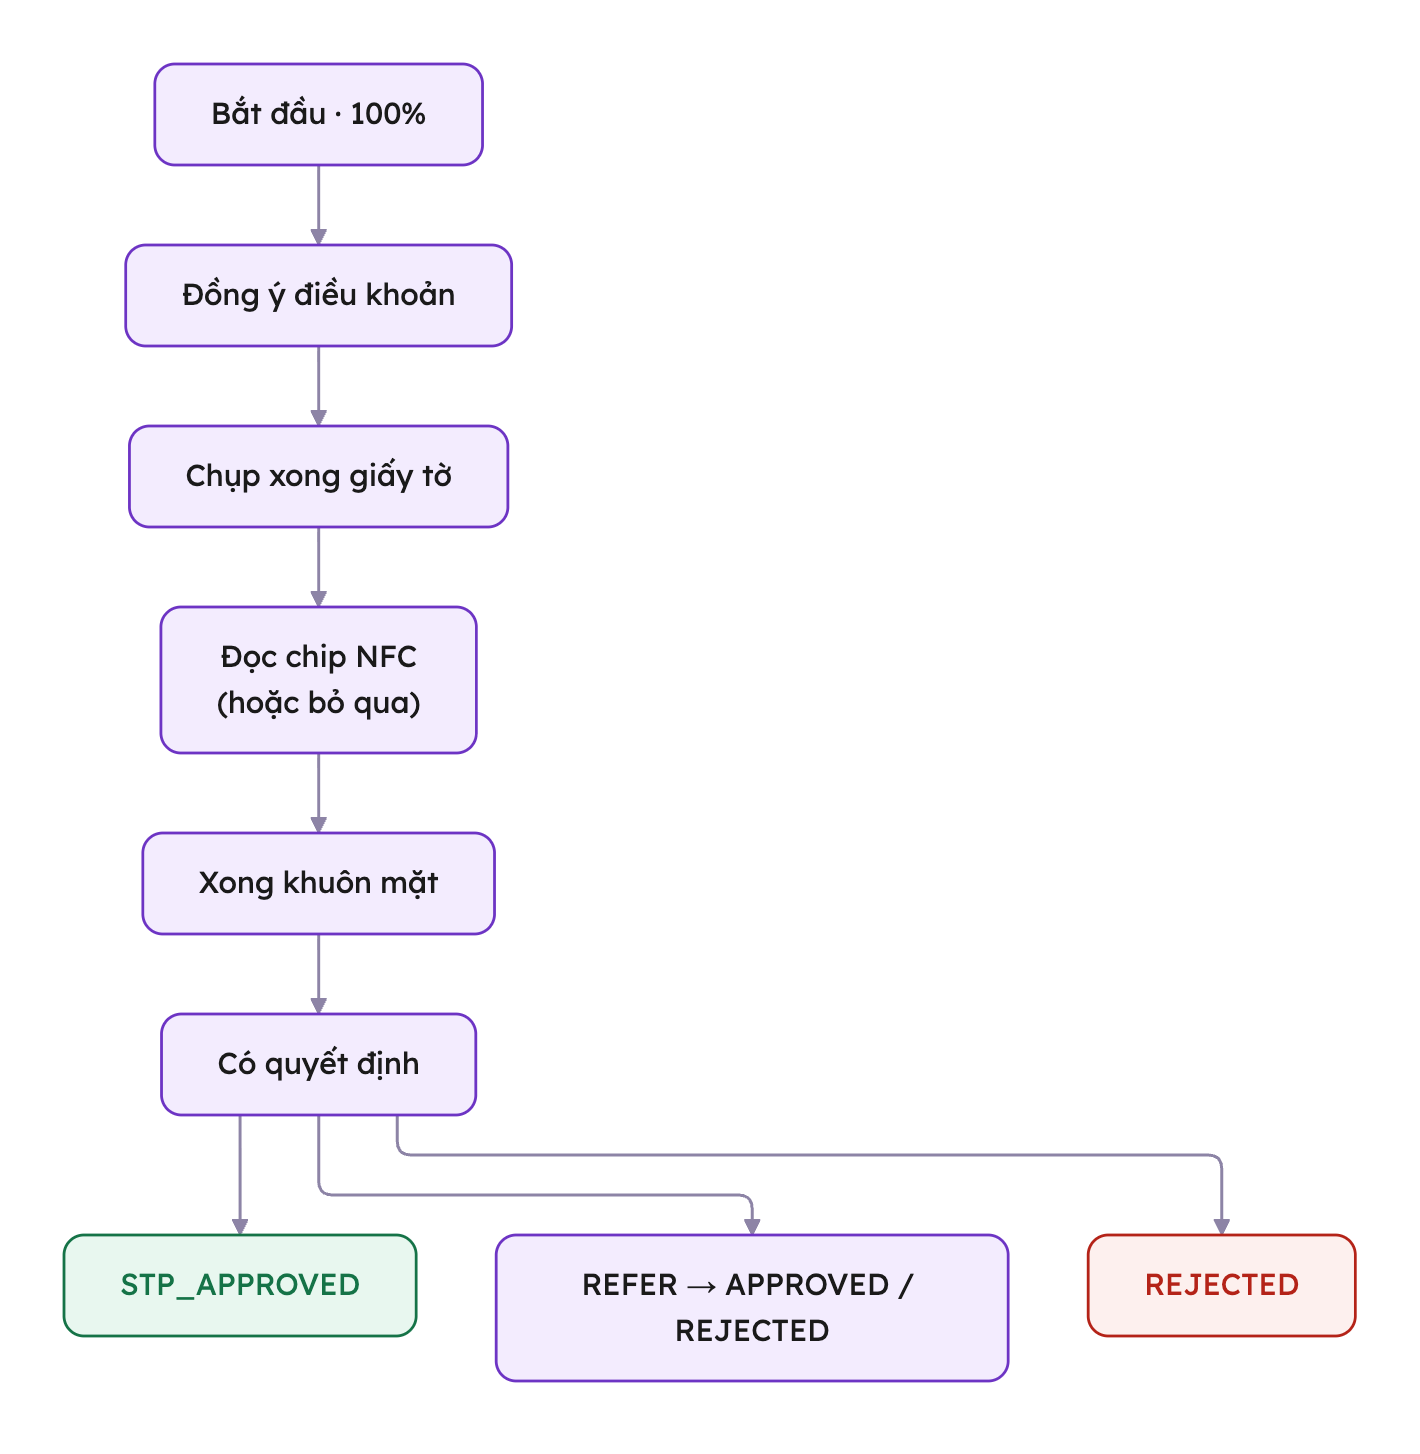 Bắt đầu · 100%
Đồng ý điều khoản
Chụp xong giấy tờ
Đọc chip NFC
(hoặc bỏ qua)
Xong khuôn mặt
Có quyết định
STP_APPROVED
REFER → APPROVED /
REJECTED
REJECTED